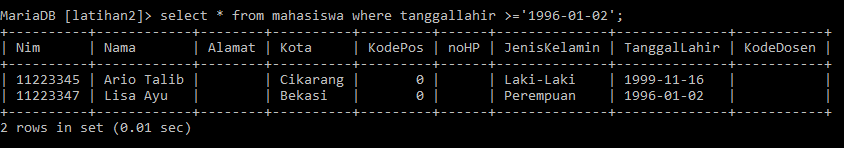 MariaDB [latihan2]> select * from mahasiswa where tanggallahir >='1996-01-02';
+----------+------------+--------+----------+---------+------+--------------+--------------+-----------+
| Nim      | Nama       | Alamat | Kota     | KodePos | noHP | JenisKelamin | TanggalLahir | KodeDosen |
+----------+------------+--------+----------+---------+------+--------------+--------------+-----------+
| 11223345 | Ario Talib |        | Cikarang |       0 |      | Laki-Laki    | 1999-11-16   |           |
| 11223347 | Lisa Ayu   |        | Bekasi   |       0 |      | Perempuan    | 1996-01-02   |           |
+----------+------------+--------+----------+---------+------+--------------+--------------+-----------+
2 rows in set (0.01 sec)